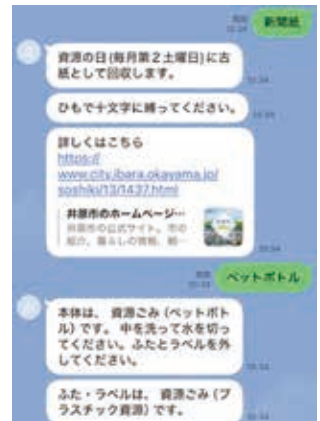 新聞紙
資源の日(毎月第２土曜日)に古
紙として回収します。
ひもで十文字に縛ってください。
詳しくはこちら
https://
www.city.ibara.okayama.jp/
soshiki/13/1437.html
井原市のホームページ…
井原市の公式サイト。市の
紹介、暮らしの情報、観…
ペットボトル
本体は、資源ごみ（ペットボト
ル）です。中を洗って水を切っ
てください。ふたとラベルを外
してください。
ふた・ラベルは、資源ごみ（プ
ラスチック資源）です。